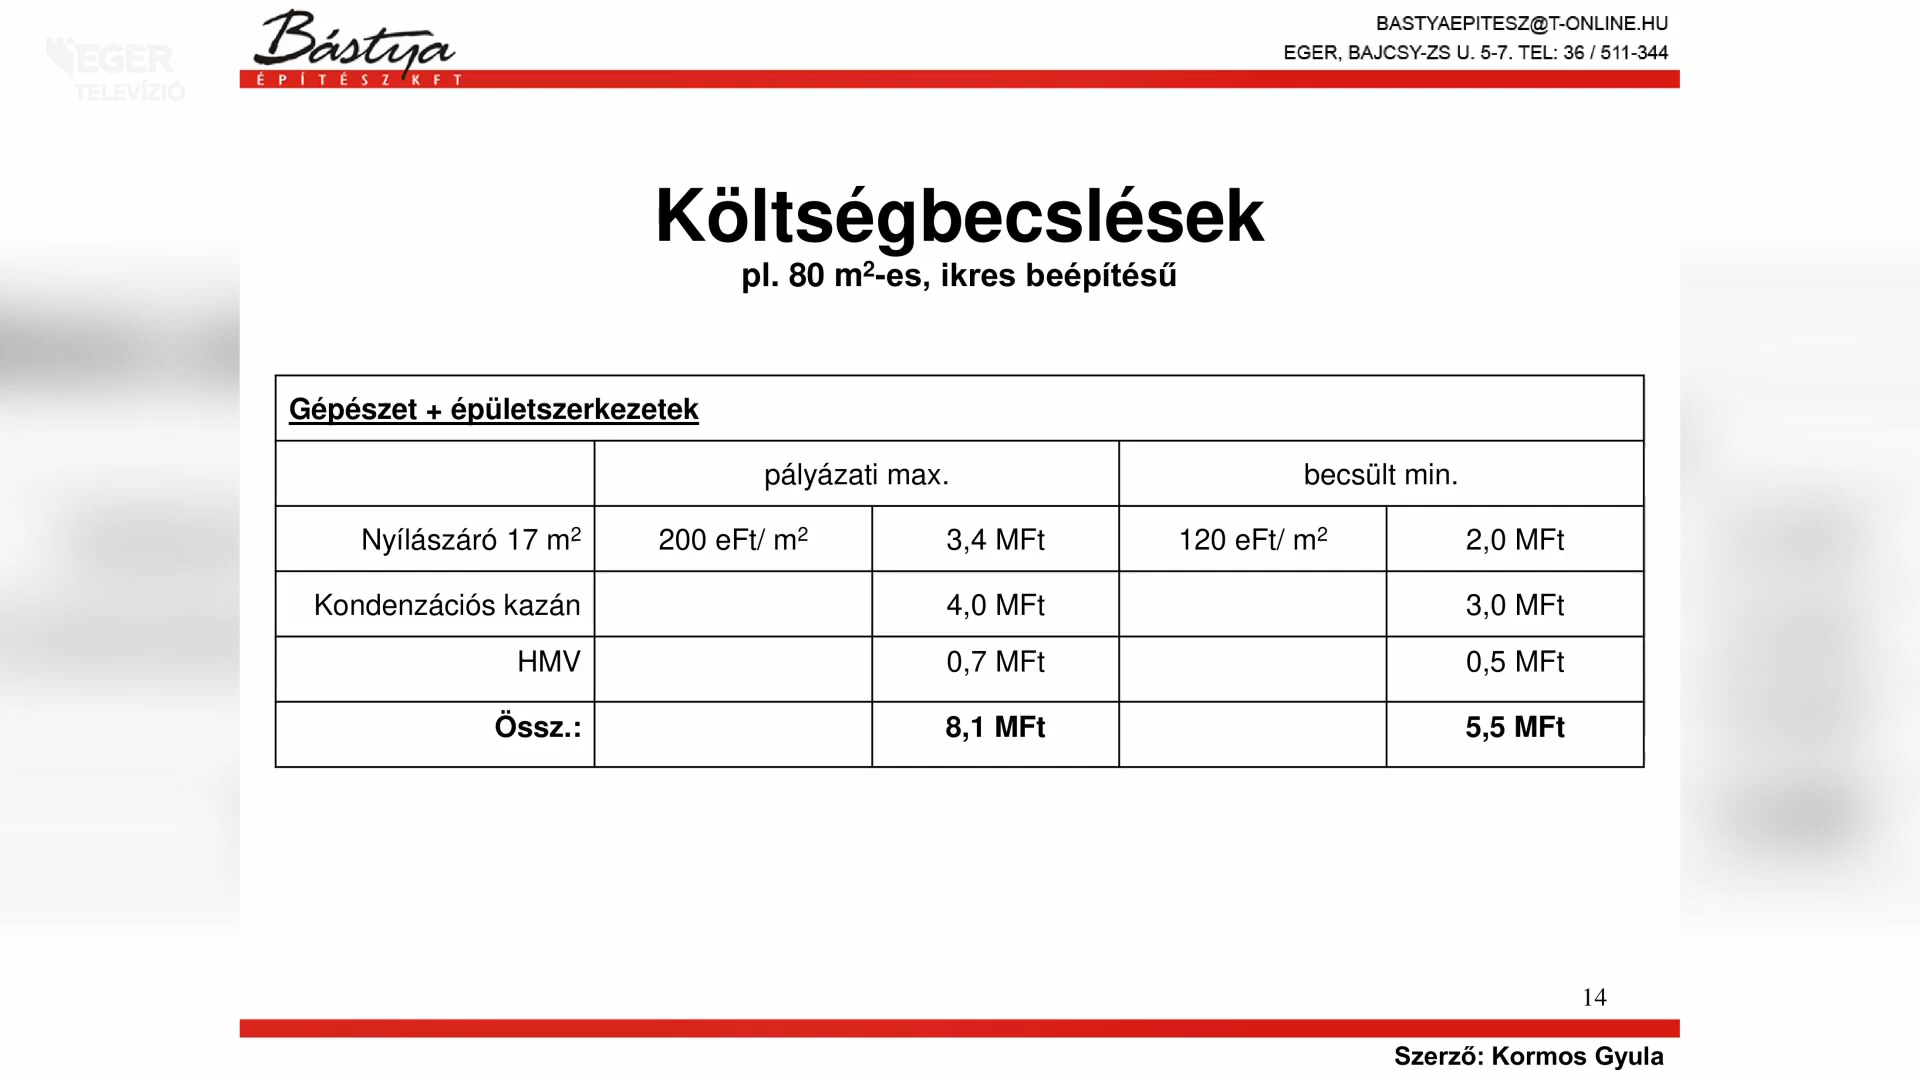 EGER
TELEVÍZIÓ
Bástya
ÉPÍTÉSZ KFT
BASTYAEPITESZ@T-ONLINE.HU
EGER, BAJCSY-ZS U. 5-7. TEL: 36 / 511-344
Költségbecslések
pl. 80 m²-es, ikres beépítésű
Gépészet + épületszerkezetek
pályázati max. becsült min.
Nyílászáró 17 m² 200 eFt/ m² 3,4 MFt 120 eFt/ m² 2,0 MFt
Kondenzációs kazán 4,0 MFt 3,0 MFt
HMV 0,7 MFt 0,5 MFt
Össz.: 8,1 MFt 5,5 MFt
14
Szerző: Kormos Gyula